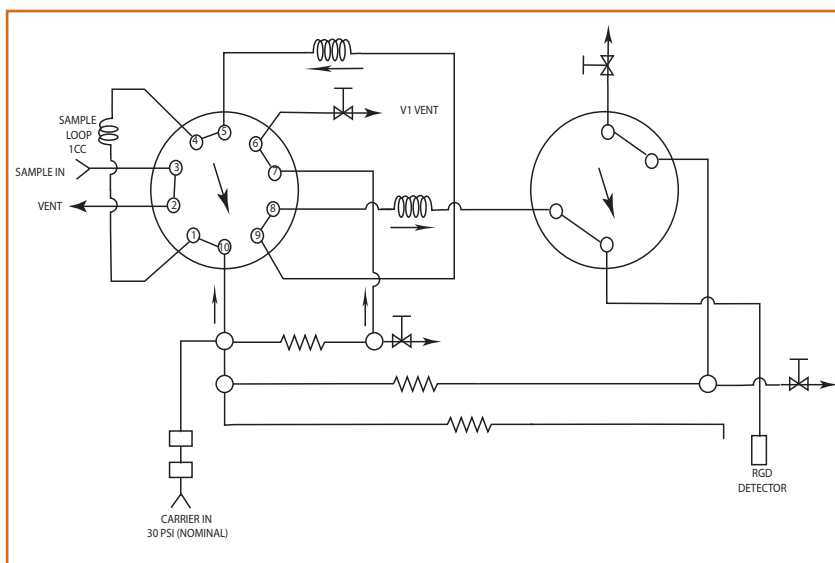 SAMPLE
LOOP
1CC
SAMPLE IN
VENT
4
5
6
3
7
2
8
1
10
9
V1 VENT
CARRIER IN
30 PSI (NOMINAL)
RGD
DETECTOR